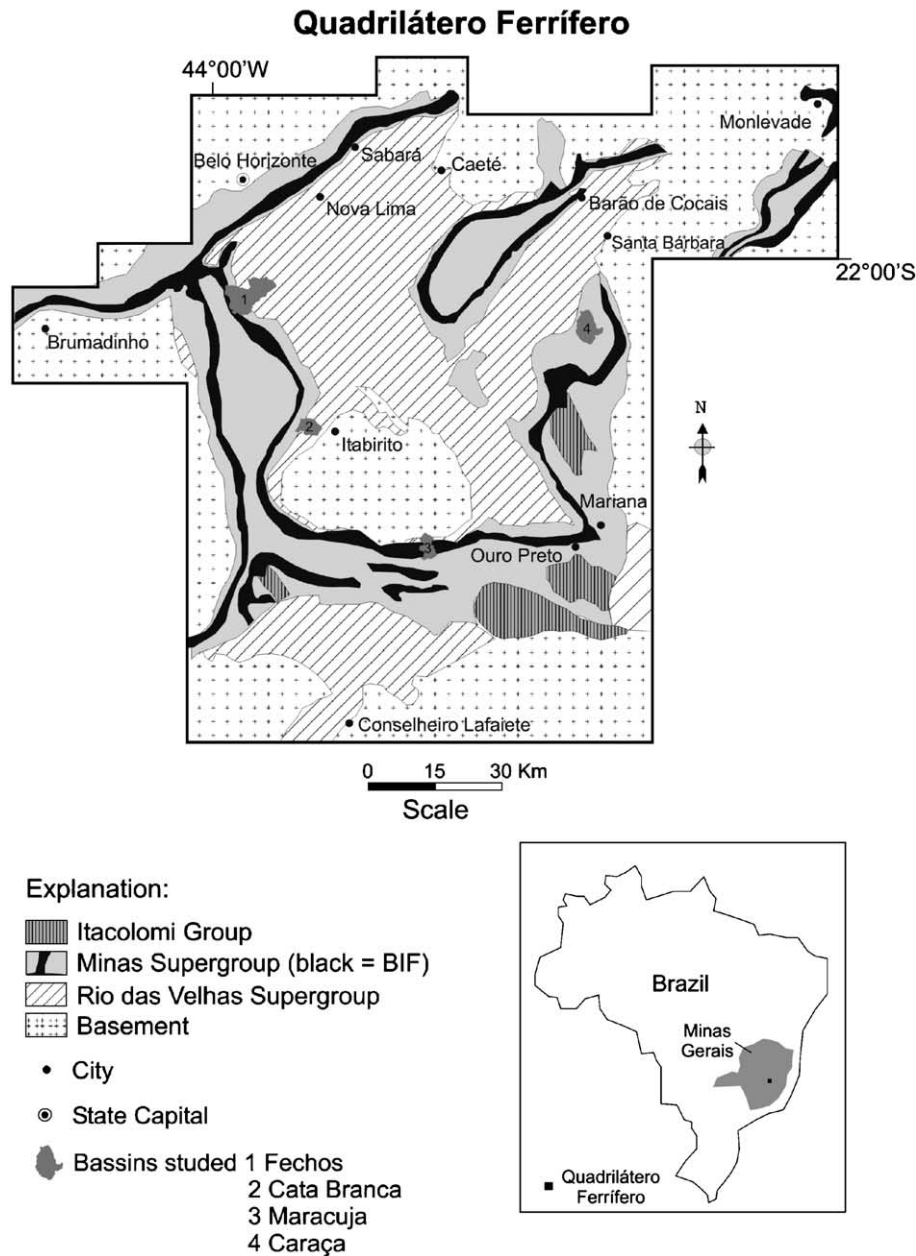 Quadrilátero Ferrífero
44°00'W
Monlevade
Belo Horizonte
Sabará
Caeté
Nova Lima
Barão de Cocais
Santa Bárbara
22°00'S
1
4
Brumadinho
2
Itabirito
N
Mariana
3
Ouro Preto
Conselheiro Lafaiete
0 15 30 Km
Scale
Explanation:
Itacolomi Group
Minas Supergroup (black = BIF)
Rio das Velhas Supergroup
Basement
City
State Capital
Bassins studed 1 Fechos
2 Cata Branca
3 Maracuja
4 Caraça
Brazil
Minas
Gerais
Quadrilátero
Ferrífero